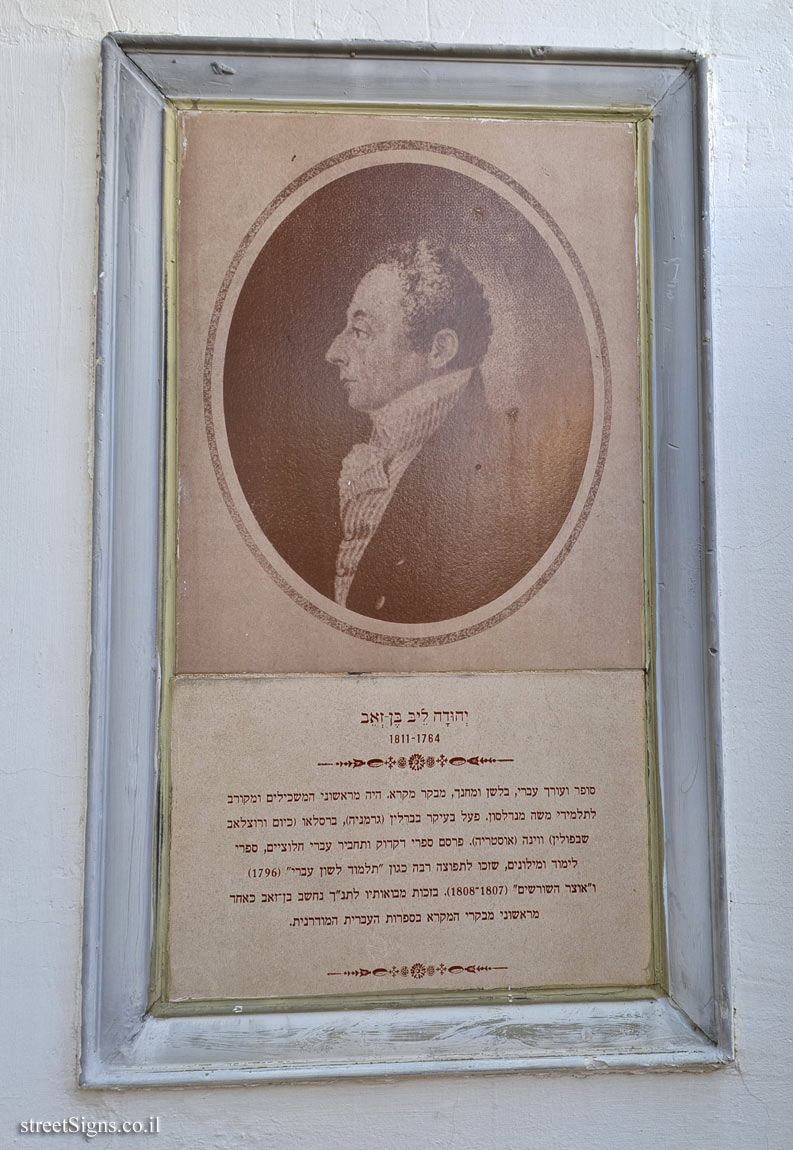 יְהוּדָה לֵיבּ בֶּן־זְאֵב
1811-1764
סופר ועורך עברי, בלשן ומחנך, מבקר מקרא. היה מראשוני המשכילים ומקורב
לתלמידי משה מנדלסון. פעל בעיקר בברלין (גרמניה), ברסלאו (כיום ורוצלאב
שבפולין) ווינה (אוסטריה). פרסם ספרי דקדוק ותחביר עברי חלוציים, ספרי
לימוד ומילונים, שזכו לתפוצה רבה כגון "תלמוד לשון עברי" (1796)
ו"אוצר השורשים" (1807־1808). בזכות מבואותיו לתנ"ך נחשב בן־זאב כאחד
מראשוני מבקרי המקרא בספרות העברית המודרנית.
streetSigns.co.il